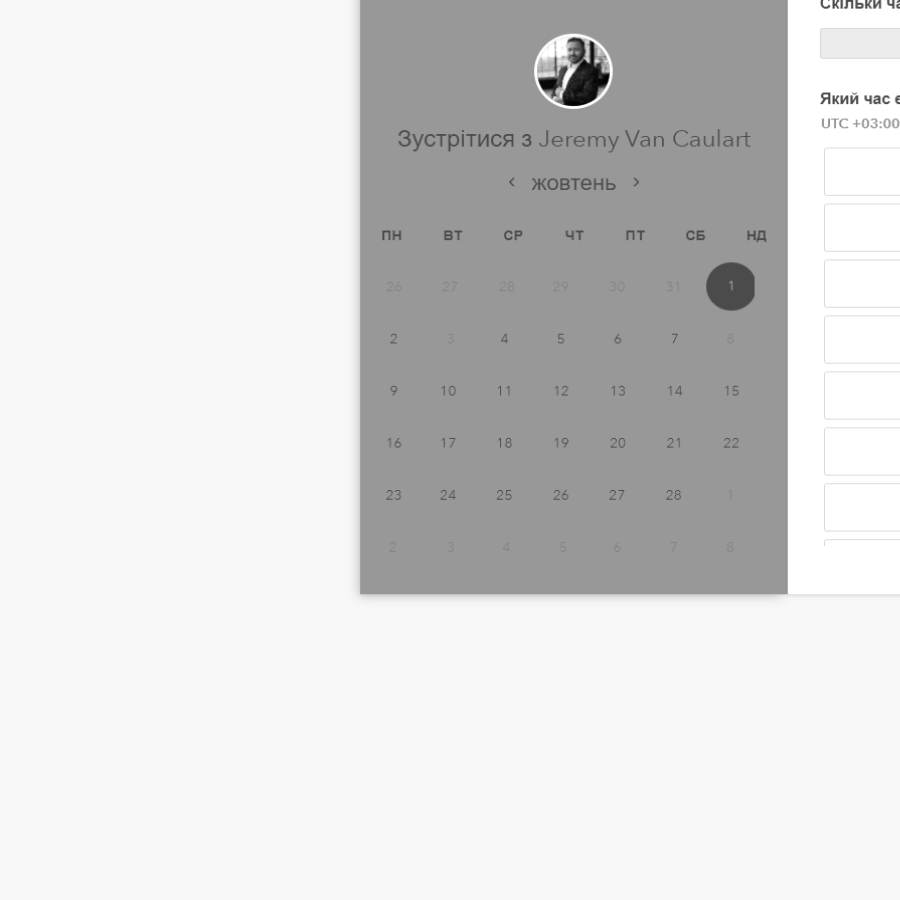 Скільки
Який час
UTC +03:00
Зустрітися з Jeremy Van Caulart
жовтень
ПН ВТ СР ЧТ ПТ СБ НД
26 27 28 29 30 31 1
2 3 4 5 6 7 8
9 10 11 12 13 14 15
16 17 18 19 20 21 22
23 24 25 26 27 28 1
2 3 4 5 6 7 8